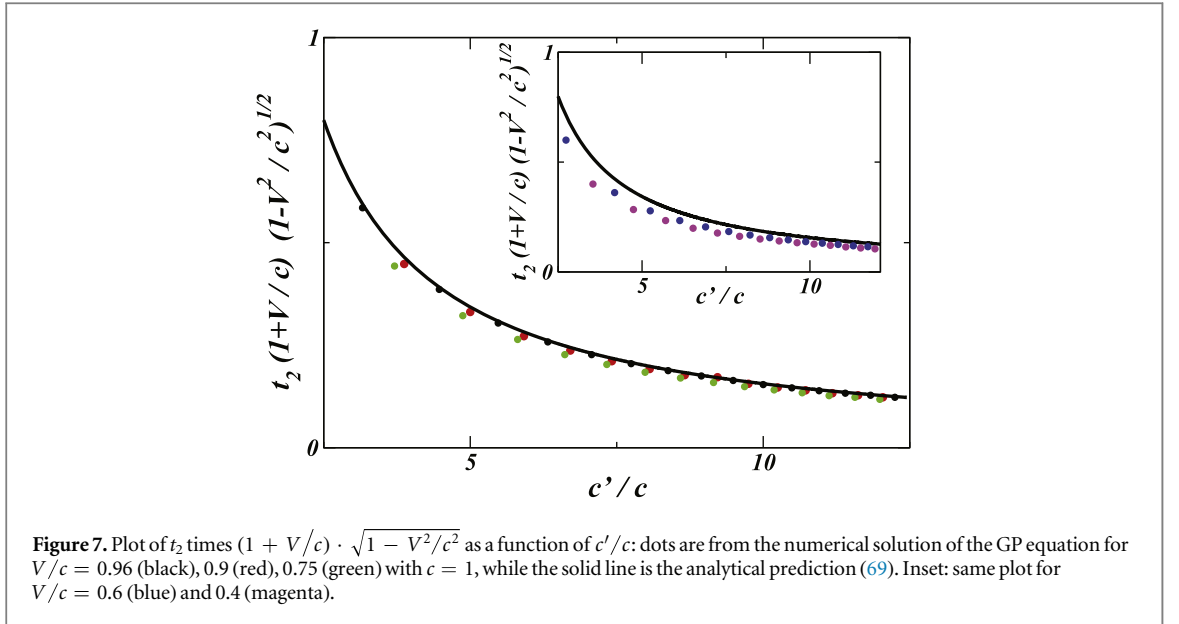 1
t2 (1+V/c) (1-V2/c2)1/2
0
5
10
c'/c
1
t2 (1+V/c) (1-V2/c2)1/2
0
5
10
c'/c
Figure 7. Plot of t2 times (1 + V/c) · √1 − V2/c2 as a function of c′/c: dots are from the numerical solution of the GP equation for
V/c = 0.96 (black), 0.9 (red), 0.75 (green) with c = 1, while the solid line is the analytical prediction (69). Inset: same plot for
V/c = 0.6 (blue) and 0.4 (magenta).